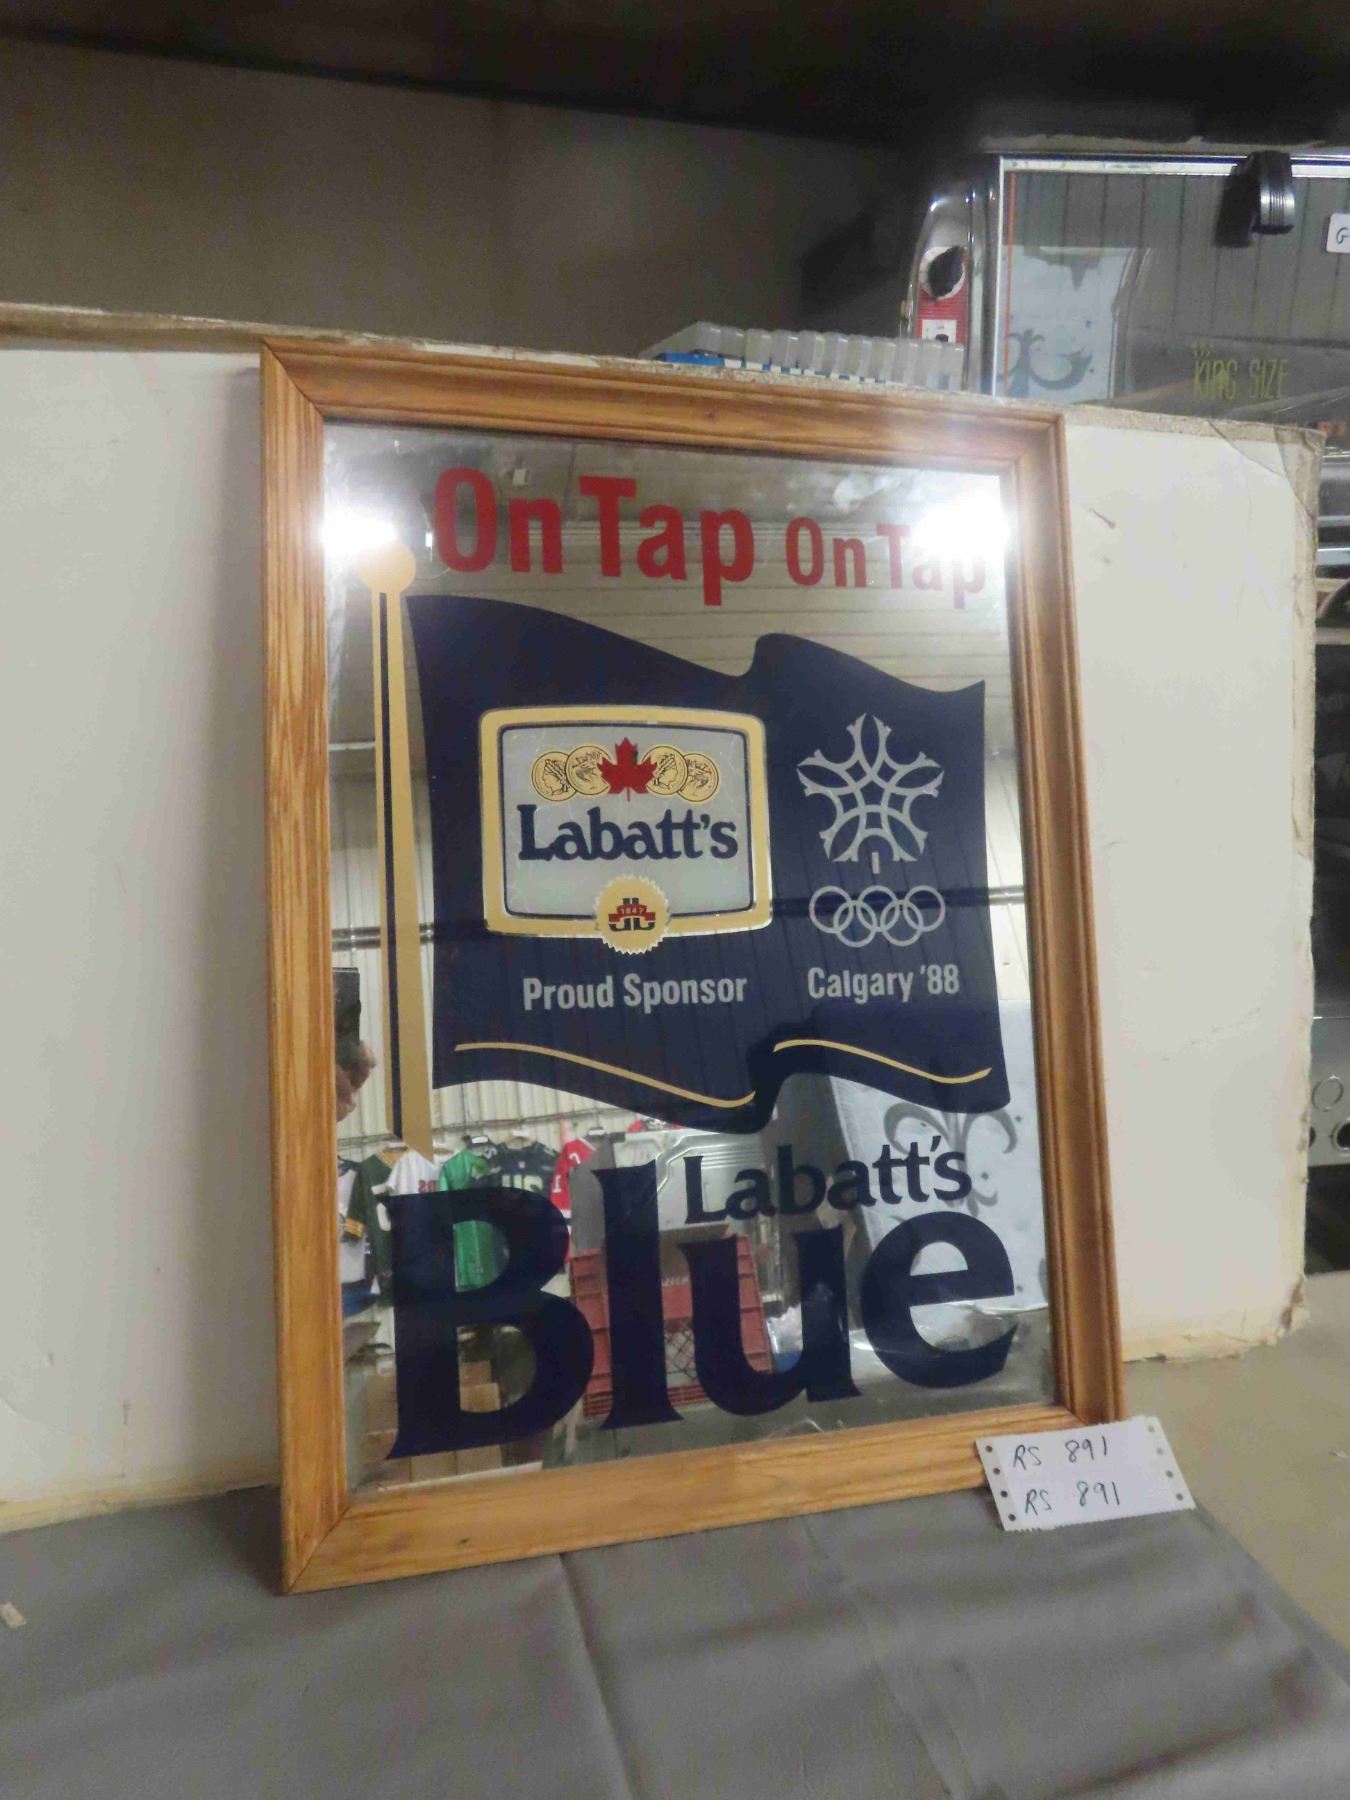 G
KING SIZE
On Tap On Tap
Labatt's
1847
Proud Sponsor
Calgary '88
Labatt's
Blue
RS 891
RS 891